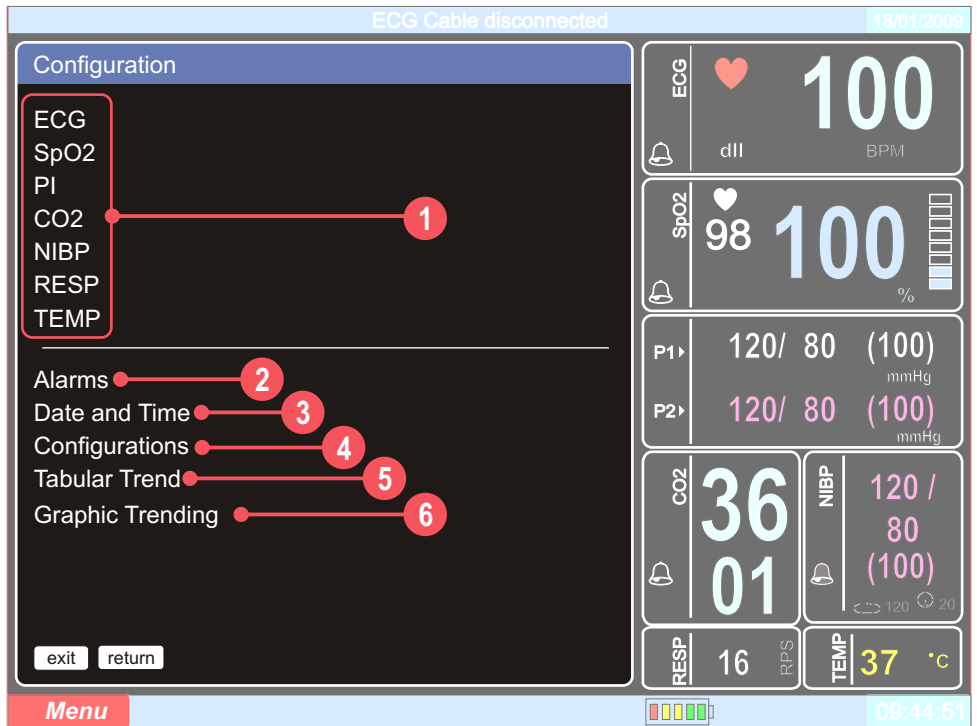 ECG Cable disconnected 18/01/2009
Configuration
ECG
SpO2
PI
CO2
NIBP
RESP
TEMP
1
Alarms 2
Date and Time 3
Configurations 4
Tabular Trend 5
Graphic Trending 6
exit return
ECG 100
dII BPM
SpO2 98 100
%
P1 120/ 80 (100)
mmHg
P2 120/ 80 (100)
mmHg
CO2 36
01
NIBP 120 /
80
(100)
120 20
RESP 16 RPS
TEMP 37 °C
Menu 09:44:51